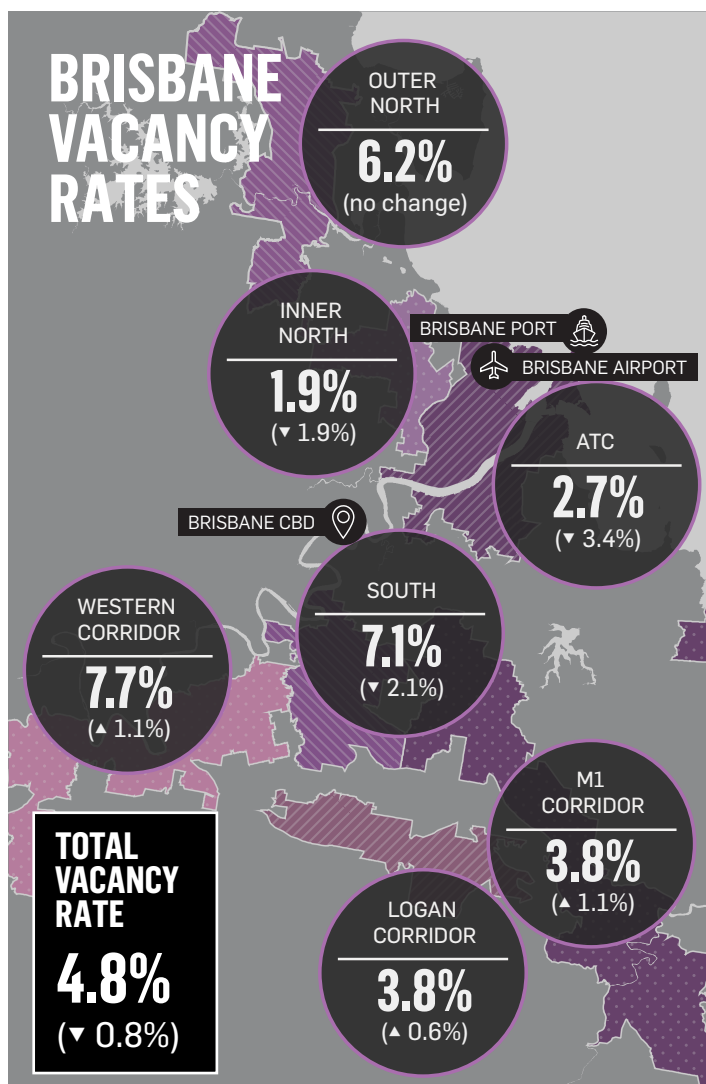 BRISBANE
VACANCY
RATES
OUTER
NORTH
6.2%
(no change)
INNER
NORTH
1.9%
(▼ 1.9%)
BRISBANE PORT
BRISBANE AIRPORT
ATC
2.7%
(▼ 3.4%)
BRISBANE CBD
SOUTH
7.1%
(▼ 2.1%)
WESTERN
CORRIDOR
7.7%
(▲ 1.1%)
M1
CORRIDOR
3.8%
(▲ 1.1%)
LOGAN
CORRIDOR
3.8%
(▲ 0.6%)
TOTAL
VACANCY
RATE
4.8%
(▼ 0.8%)